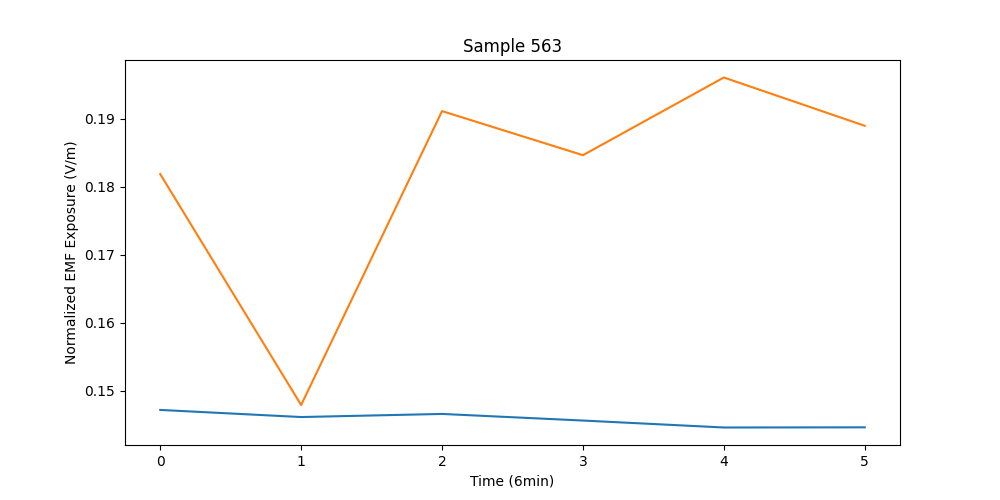 Sample 563
Normalized EMF Exposure (V/m)
0.19
0.18
0.17
0.16
0.15
0 1 2 3 4 5
Time (6min)